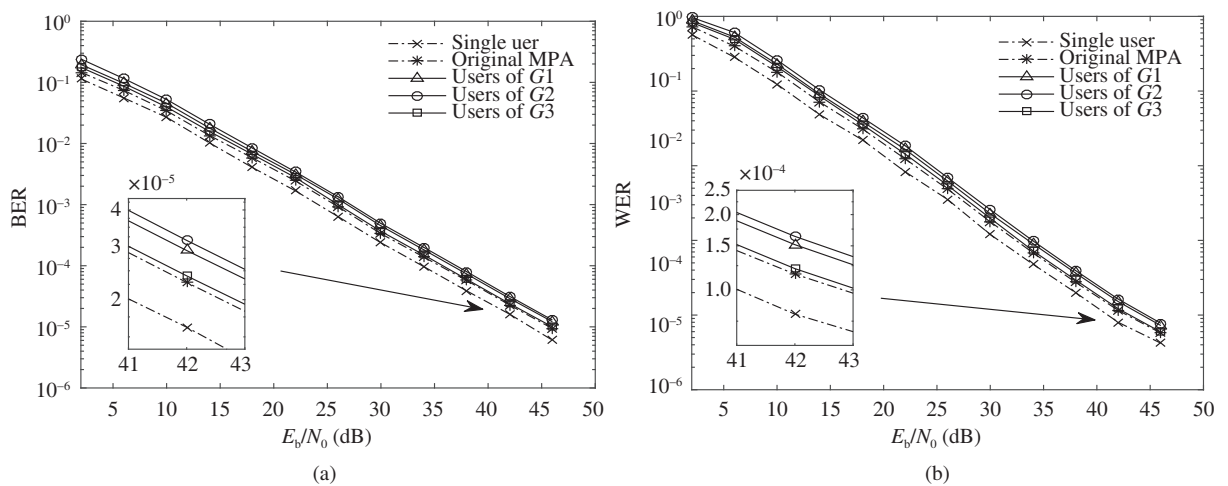 10⁰
10⁻¹
10⁻²
10⁻³
10⁻⁴
10⁻⁵
10⁻⁶
BER
Single uer
Original MPA
Users of G1
Users of G2
Users of G3
×10⁻⁵
4
3
2
41 42 43
5 10 15 20 25 30 35 40 45 50
E_b/N_0 (dB)
(a)
10⁰
10⁻¹
10⁻²
10⁻³
10⁻⁴
10⁻⁵
10⁻⁶
WER
Single user
Original MPA
Users of G1
Users of G2
Users of G3
×10⁻⁴
2.5
2.0
1.5
1.0
41 42 43
5 10 15 20 25 30 35 40 45 50
E_b/N_0 (dB)
(b)